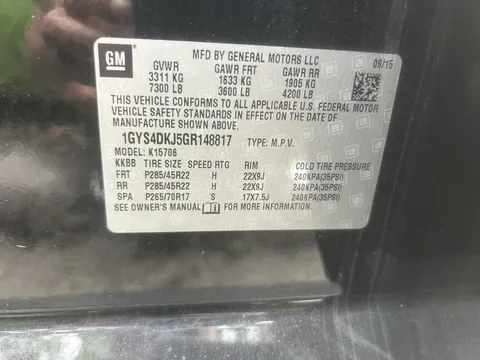 GM
MFD BY GENERAL MOTORS LLC
09/15
GVWR GAWR FRT GAWR RR
3311 KG 1633 KG 1905 KG
7300 LB 3600 LB 4200 LB
THIS VEHICLE CONFORMS TO ALL APPLICABLE U.S. FEDERAL MOTOR
VEHICLE SAFETY STANDARDS IN EFFECT ON THE DATE OF
MANUFACTURE SHOWN ABOVE.
1GYS4DKJ5GR148817 TYPE: M.P.V.
MODEL: K15706
KKBB TIRE SIZE SPEED RTG RIM COLD TIRE PRESSURE
FRT P285/45R22 H 22X9J 240KPA(35PSI)
RR P285/45R22 H 22X9J 240KPA(35PSI)
SPA P265/70R17 S 17X7.5J 240KPA(35PSI)
SEE OWNER'S MANUAL FOR MORE INFORMATION.